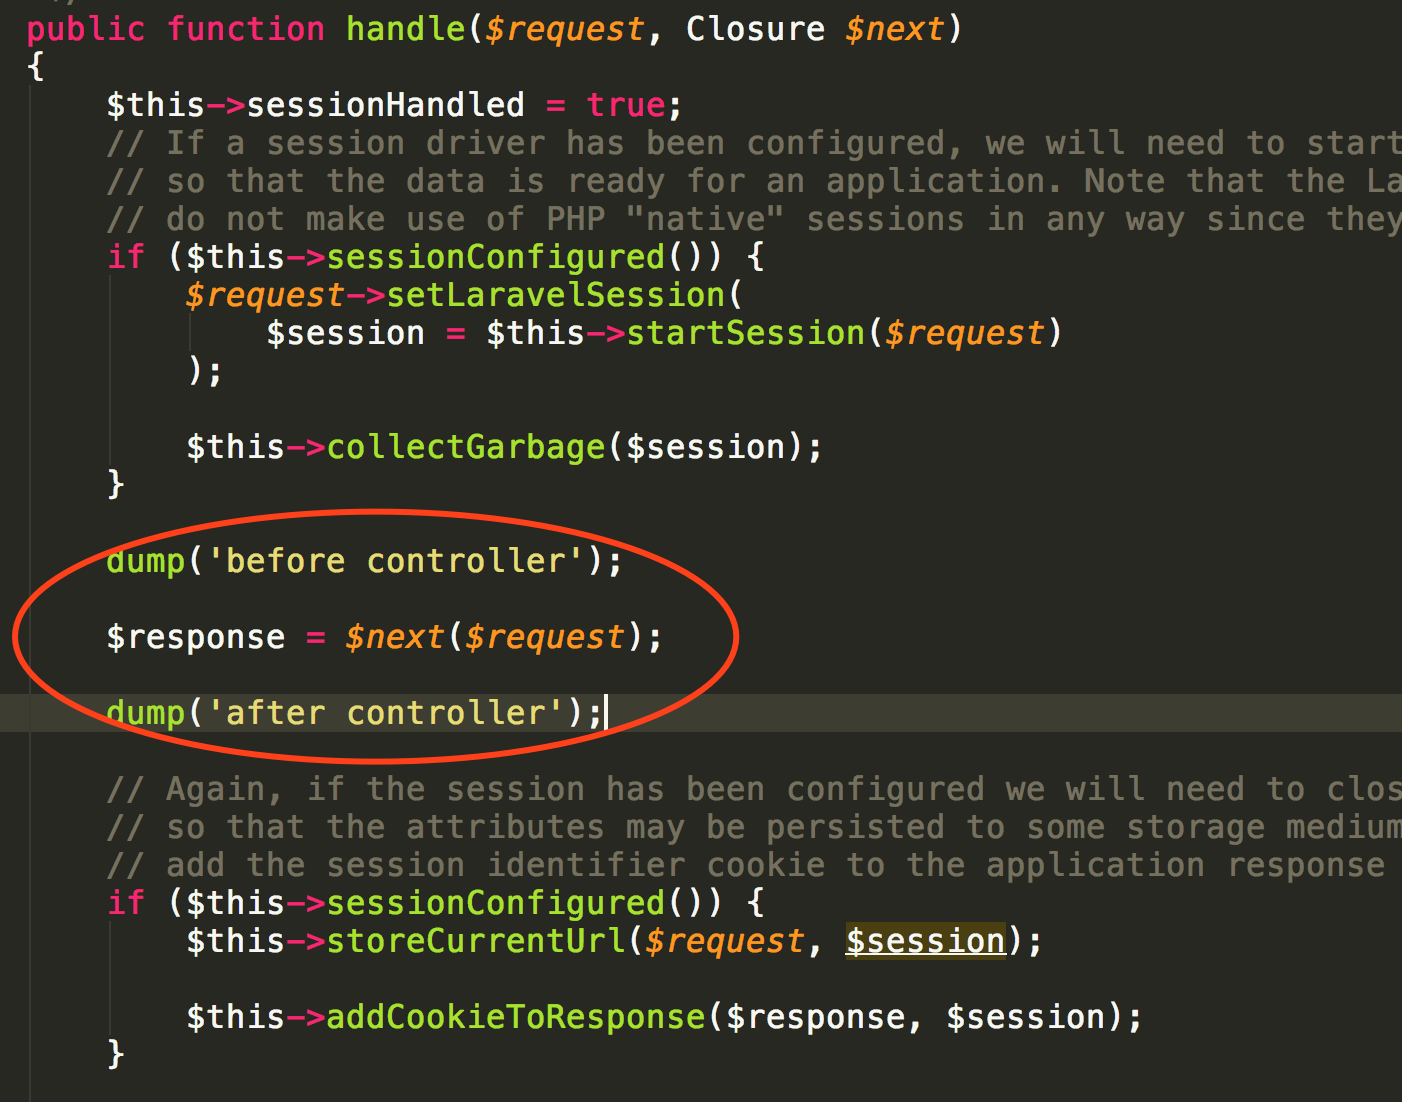 public function handle($request, Closure $next)
{
$this->sessionHandled = true;
// If a session driver has been configured, we will need to start
// so that the data is ready for an application. Note that the La
// do not make use of PHP "native" sessions in any way since they
if ($this->sessionConfigured()) {
$request->setLaravelSession(
$session = $this->startSession($request)
);
$this->collectGarbage($session);
}
dump('before controller');
$response = $next($request);
dump('after controller');
// Again, if the session has been configured we will need to clos
// so that the attributes may be persisted to some storage medium
// add the session identifier cookie to the application response
if ($this->sessionConfigured()) {
$this->storeCurrentUrl($request, $session);
$this->addCookieToResponse($response, $session);
}